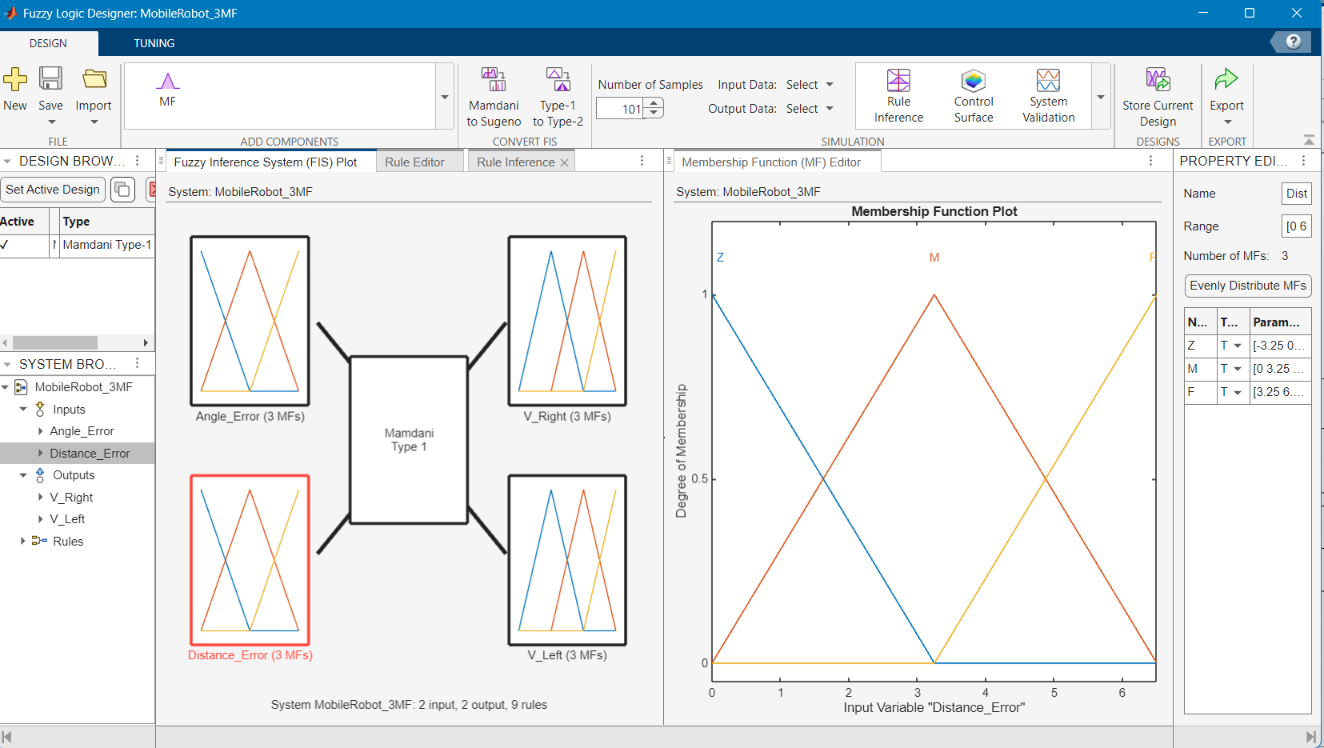 Fuzzy Logic Designer: MobileRobot_3MF
DESIGN TUNING
New Save Import
FILE
MF
ADD COMPONENTS
Mamdani to Sugeno
Type-1 to Type-2
CONVERT FIS
Number of Samples
101
Input Data: Select
Output Data: Select
Rule Inference
Control Surface
System Validation
SIMULATION
Store Current Design
DESIGNS
Export
EXPORT
DESIGN BROW...
Set Active Design
Active Type
✓ Mamdani Type-1
SYSTEM BRO...
MobileRobot_3MF
Inputs
Angle_Error
Distance_Error
Outputs
V_Right
V_Left
Rules
Fuzzy Inference System (FIS) Plot Rule Editor Rule Inference
System: MobileRobot_3MF
Angle_Error (3 MFs)
V_Right (3 MFs)
Mamdani
Type 1
Distance_Error (3 MFs)
V_Left (3 MFs)
System MobileRobot_3MF: 2 input, 2 output, 9 rules
Membership Function (MF) Editor
System: MobileRobot_3MF
Membership Function Plot
Z M F
1
0.5
0
Degree of Membership
0 1 2 3 4 5 6
Input Variable "Distance_Error"
PROPERTY EDI...
Name Dist
Range [0 6
Number of MFs: 3
Evenly Distribute MFs
N... T... Param...
Z T [-3.25 0...
M T [0 3.25 ...
F T [3.25 6....